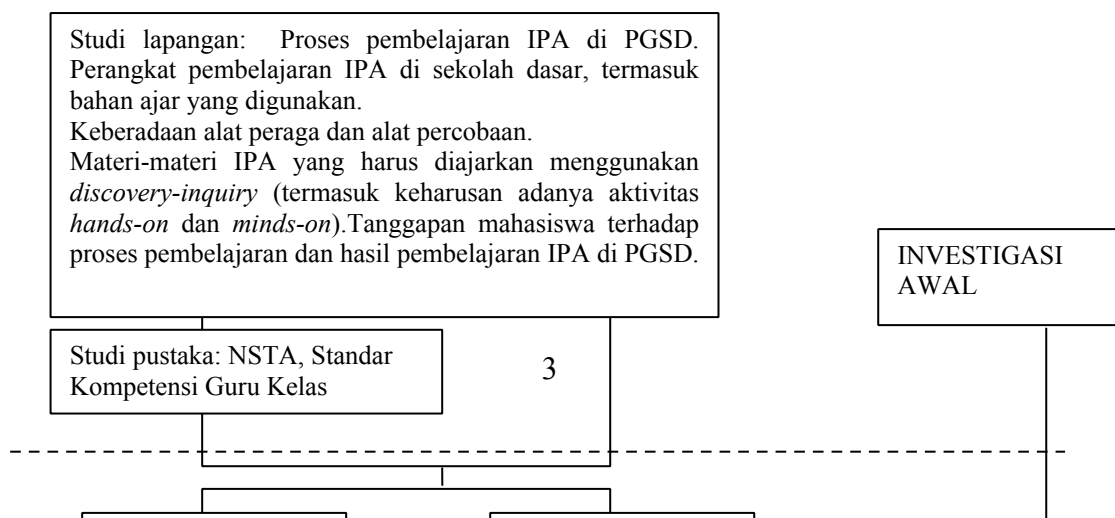 Studi lapangan: Proses pembelajaran IPA di PGSD.
Perangkat pembelajaran IPA di sekolah dasar, termasuk
bahan ajar yang digunakan.
Keberadaan alat peraga dan alat percobaan.
Materi-materi IPA yang harus diajarkan menggunakan
discovery-inquiry (termasuk keharusan adanya aktivitas
hands-on dan minds-on).Tanggapan mahasiswa terhadap
proses pembelajaran dan hasil pembelajaran IPA di PGSD.
INVESTIGASI
AWAL
Studi pustaka: NSTA, Standar
Kompetensi Guru Kelas
3